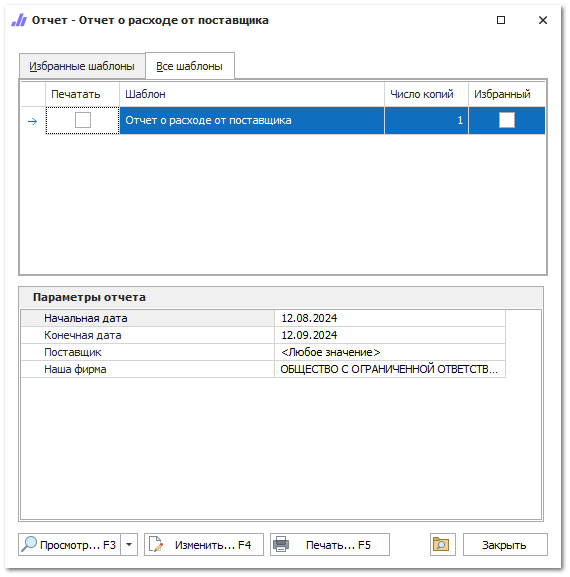 Отчет - Отчет о расходе от поставщика
Избранные шаблоны Все шаблоны
Печатать Шаблон Число копий Избранный
Отчет о расходе от поставщика 1
Параметры отчета
Начальная дата 12.08.2024
Конечная дата 12.09.2024
Поставщик <Любое значение>
Наша фирма ОБЩЕСТВО С ОГРАНИЧЕННОЙ ОТВЕТСТВ...
Просмотр... F3 Изменить... F4 Печать... F5 Закрыть